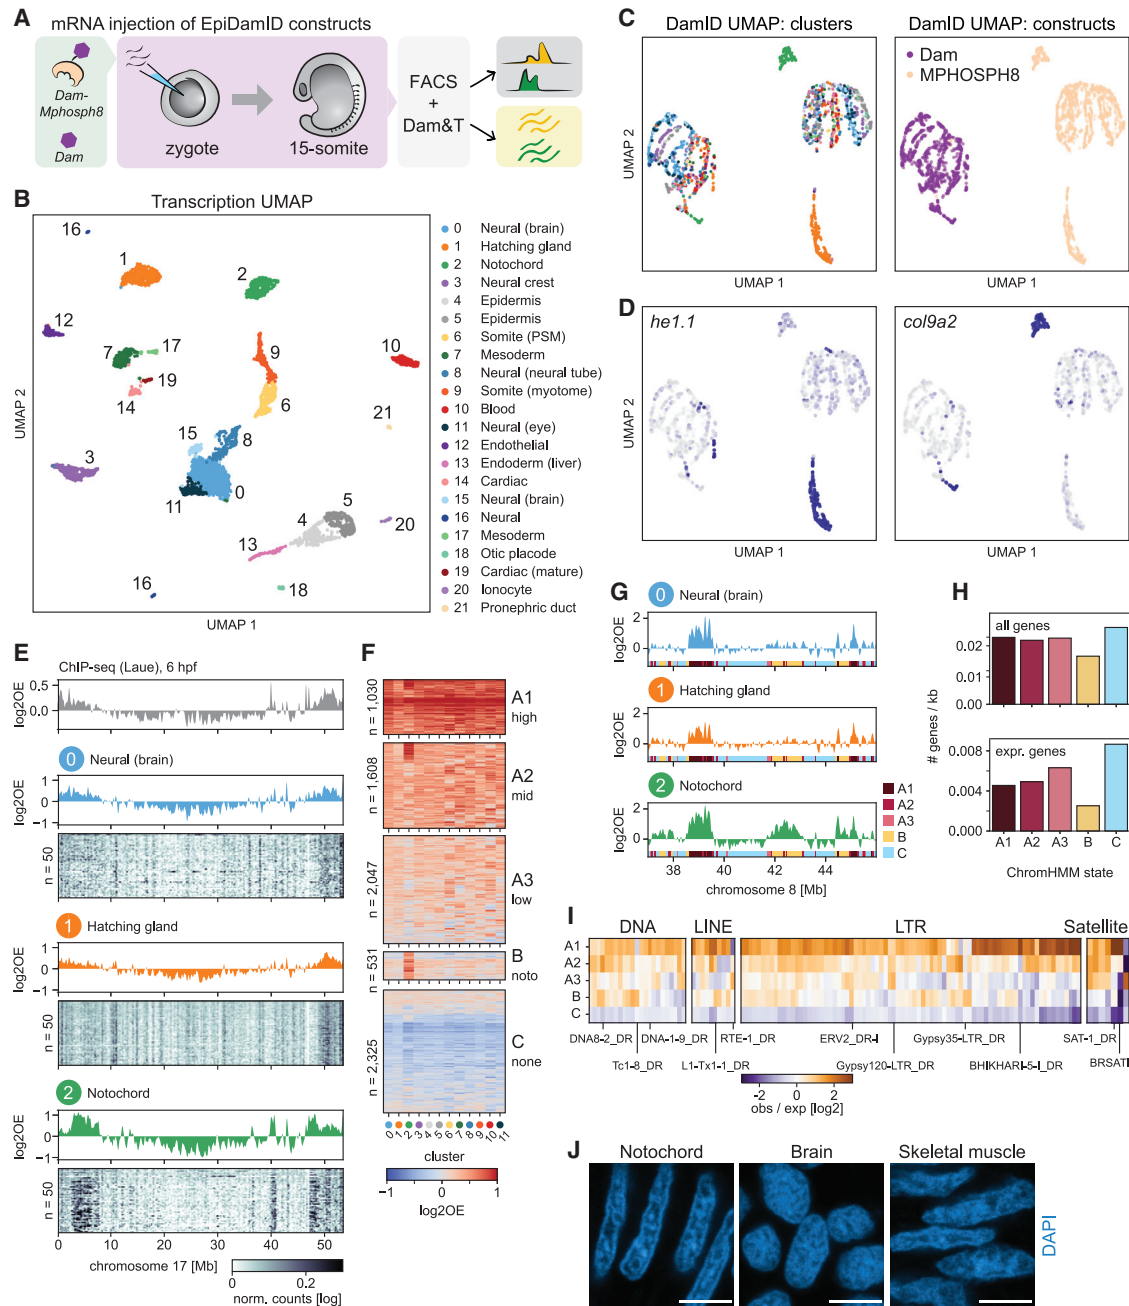 A
mRNA injection of EpiDamID constructs
Dam-
Mphosph8
Dam
zygote
15-somite
FACS
+
Dam&T
B
Transcription UMAP
UMAP 2
UMAP 1
16
1
2
12
7
17
19
14
9
6
10
21
15
8
3
11
0
5
4
13
20
16
18
0 Neural (brain)
1 Hatching gland
2 Notochord
3 Neural crest
4 Epidermis
5 Epidermis
6 Somite (PSM)
7 Mesoderm
8 Neural (neural tube)
9 Somite (myotome)
10 Blood
11 Neural (eye)
12 Endothelial
13 Endoderm (liver)
14 Cardiac
15 Neural (brain)
16 Neural
17 Mesoderm
18 Otic placode
19 Cardiac (mature)
20 Ionocyte
21 Pronephric duct
C
DamID UMAP: clusters
DamID UMAP: constructs
Dam
MPHOSPH8
UMAP 2
UMAP 1
UMAP 1
D
he1.1
col9a2
UMAP 2
UMAP 1
UMAP 1
E
ChIP-seq (Laue), 6 hpf
log2OE
0.5
0.0
0 Neural (brain)
log2OE
1
0
−1
n = 50
1 Hatching gland
log2OE
1
0
−1
n = 50
2 Notochord
log2OE
1
0
−1
n = 50
0 10 20 30 40 50
chromosome 17 [Mb]
0 0.2
norm. counts [log]
F
n = 1,030
A1
high
n = 1,608
A2
mid
n = 2,047
A3
low
n = 531
B
noto
n = 2,325
C
none
0 1 2 3 4 5 6 7 8 9 10 11
cluster
−1 0 1
log2OE
G
0 Neural (brain)
log2OE
2
0
1 Hatching gland
log2OE
2
0
2 Notochord
log2OE
2
0
38 40 42 44
chromosome 8 [Mb]
A1
A2
A3
B
C
H
all genes
0.02
0.01
0.00
# genes / kb
expr. genes
0.008
0.004
0.000
A1 A2 A3 B C
ChromHMM state
I
DNA LINE LTR Satellite
A1
A2
A3
B
C
DNA8-2_DR DNA-1-9_DR RTE-1_DR ERV2_DR-I Gypsy35-LTR_DR SAT-1_DR
Tc1-8_DR L1-Tx1-1_DR Gypsy120-LTR_DR BHIKHARI-5-I_DR BRSATI
−2 0 2
obs / exp [log2]
J
Notochord Brain Skeletal muscle
DAPI